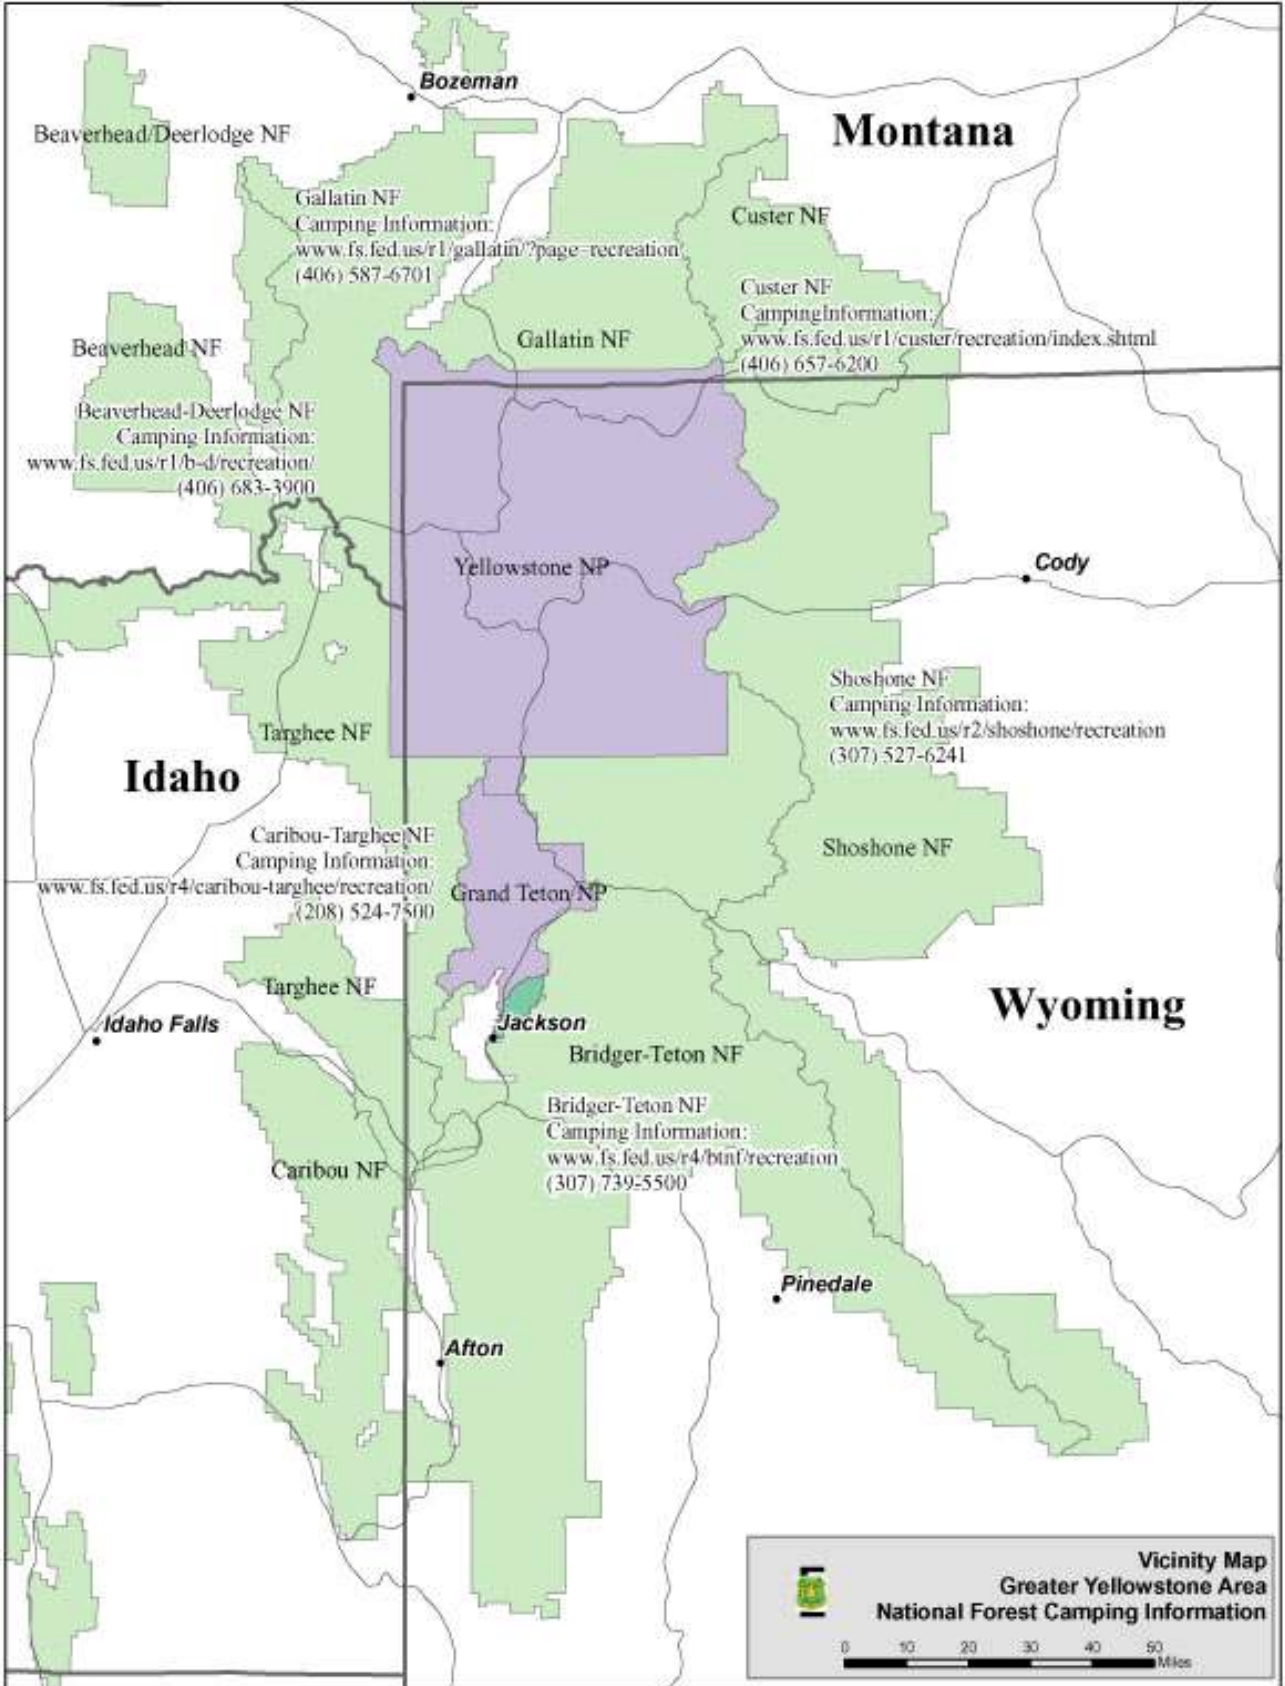 Bozeman
Beaverhead/Deerlodge NF
Montana
Gallatin NF
Camping Information:
www.fs.fed.us/r1/gallatin/?page=recreation
(406) 587-6701
Custer NF
Custer NF
CampingInformation:
www.fs.fed.us/r1/custer/recreation/index.shtml
(406) 657-6200
Gallatin NF
Beaverhead NF
Beaverhead-Deerlodge NF
Camping Information:
www.fs.fed.us/r1/b-d/recreation/
(406) 683-3900
Yellowstone NP
Cody
Shoshone NF
Camping Information:
www.fs.fed.us/r2/shoshone/recreation
(307) 527-6241
Targhee NF
Idaho
Caribou-Targhee NF
Camping Information:
www.fs.fed.us/r4/caribou-targhee/recreation/
(208) 524-7500
Grand Teton NP
Shoshone NF
Targhee NF
Wyoming
Idaho Falls
Jackson
Bridger-Teton NF
Bridger-Teton NF
Camping Information:
www.fs.fed.us/r4/btnf/recreation
(307) 739-5500
Caribou NF
Pinedale
Afton
Vicinity Map
Greater Yellowstone Area
National Forest Camping Information
0 10 20 30 40 50
Miles